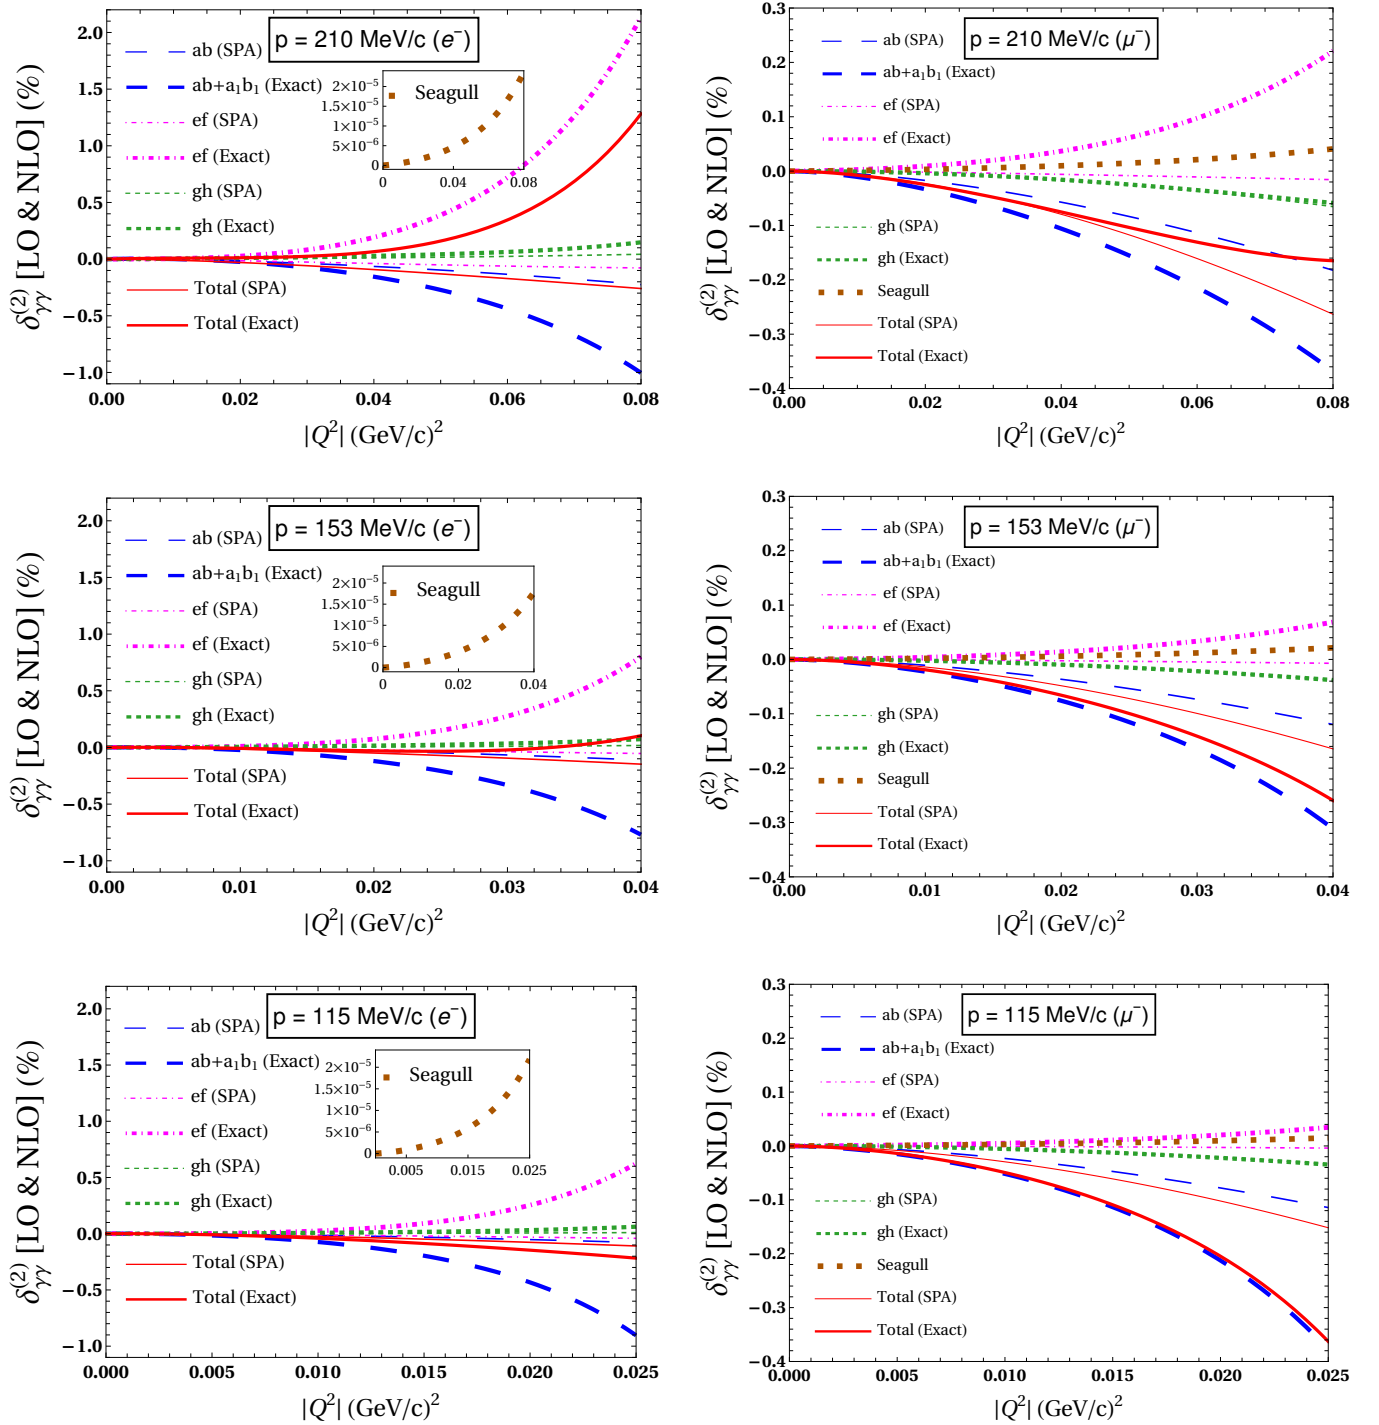 p = 210 MeV/c (e⁻)
δ_γγ^(2) [LO & NLO] (%)
2.0
1.5
1.0
0.5
0.0
−0.5
−1.0
ab (SPA)
ab+a₁b₁ (Exact)
ef (SPA)
ef (Exact)
gh (SPA)
gh (Exact)
Total (SPA)
Total (Exact)
Seagull
2×10⁻⁵
1.5×10⁻⁵
1×10⁻⁵
5×10⁻⁶
0
0 0.04 0.08
0.00 0.02 0.04 0.06 0.08
|Q²| (GeV/c)²
p = 210 MeV/c (μ⁻)
δ_γγ^(2) [LO & NLO] (%)
0.3
0.2
0.1
0.0
−0.1
−0.2
−0.3
−0.4
ab (SPA)
ab+a₁b₁ (Exact)
ef (SPA)
ef (Exact)
gh (SPA)
gh (Exact)
Seagull
Total (SPA)
Total (Exact)
0.00 0.02 0.04 0.06 0.08
|Q²| (GeV/c)²
p = 153 MeV/c (e⁻)
δ_γγ^(2) [LO & NLO] (%)
2.0
1.5
1.0
0.5
0.0
−0.5
−1.0
ab (SPA)
ab+a₁b₁ (Exact)
ef (SPA)
ef (Exact)
gh (SPA)
gh (Exact)
Total (SPA)
Total (Exact)
Seagull
2×10⁻⁵
1.5×10⁻⁵
1×10⁻⁵
5×10⁻⁶
0
0 0.02 0.04
0.00 0.01 0.02 0.03 0.04
|Q²| (GeV/c)²
p = 153 MeV/c (μ⁻)
δ_γγ^(2) [LO & NLO] (%)
0.3
0.2
0.1
0.0
−0.1
−0.2
−0.3
−0.4
ab (SPA)
ab+a₁b₁ (Exact)
ef (SPA)
ef (Exact)
gh (SPA)
gh (Exact)
Seagull
Total (SPA)
Total (Exact)
0.00 0.01 0.02 0.03 0.04
|Q²| (GeV/c)²
p = 115 MeV/c (e⁻)
δ_γγ^(2) [LO & NLO] (%)
2.0
1.5
1.0
0.5
0.0
−0.5
−1.0
ab (SPA)
ab+a₁b₁ (Exact)
ef (SPA)
ef (Exact)
gh (SPA)
gh (Exact)
Total (SPA)
Total (Exact)
Seagull
2×10⁻⁵
1.5×10⁻⁵
1×10⁻⁵
5×10⁻⁶
0
0.005 0.015 0.025
0.000 0.005 0.010 0.015 0.020 0.025
|Q²| (GeV/c)²
p = 115 MeV/c (μ⁻)
δ_γγ^(2) [LO & NLO] (%)
0.3
0.2
0.1
0.0
−0.1
−0.2
−0.3
−0.4
ab (SPA)
ab+a₁b₁ (Exact)
ef (SPA)
ef (Exact)
gh (SPA)
gh (Exact)
Seagull
Total (SPA)
Total (Exact)
0.000 0.005 0.010 0.015 0.020 0.025
|Q²| (GeV/c)²